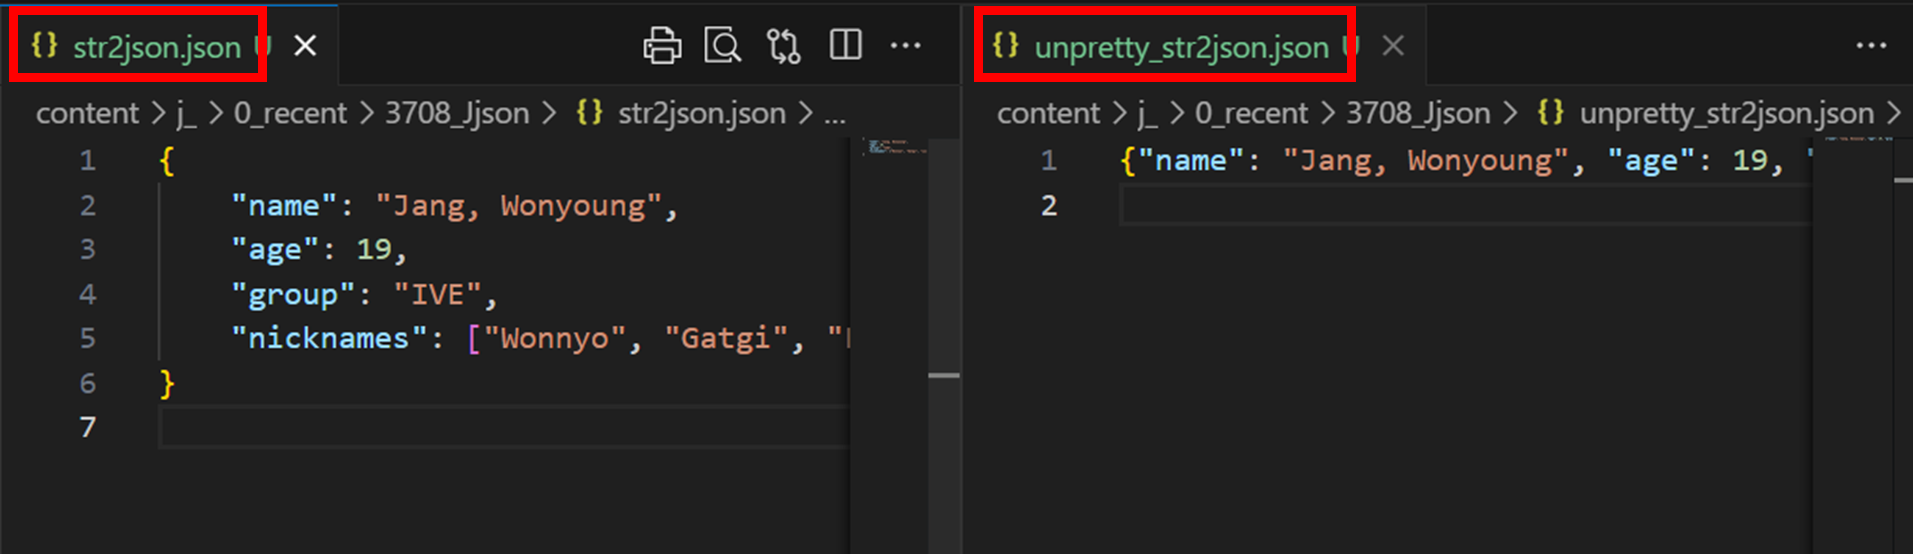 {} str2json.json U
content > j_ > 0_recent > 3708_Jjson > {} str2json.json > ...
1 {
2 "name": "Jang, Wonyoung",
3 "age": 19,
4 "group": "IVE",
5 "nicknames": ["Wonnyo", "Gatgi", "
6 }
7
{} unpretty_str2json.json U
content > j_ > 0_recent > 3708_Jjson > {} unpretty_str2json.json >
1 {"name": "Jang, Wonyoung", "age": 19, "
2